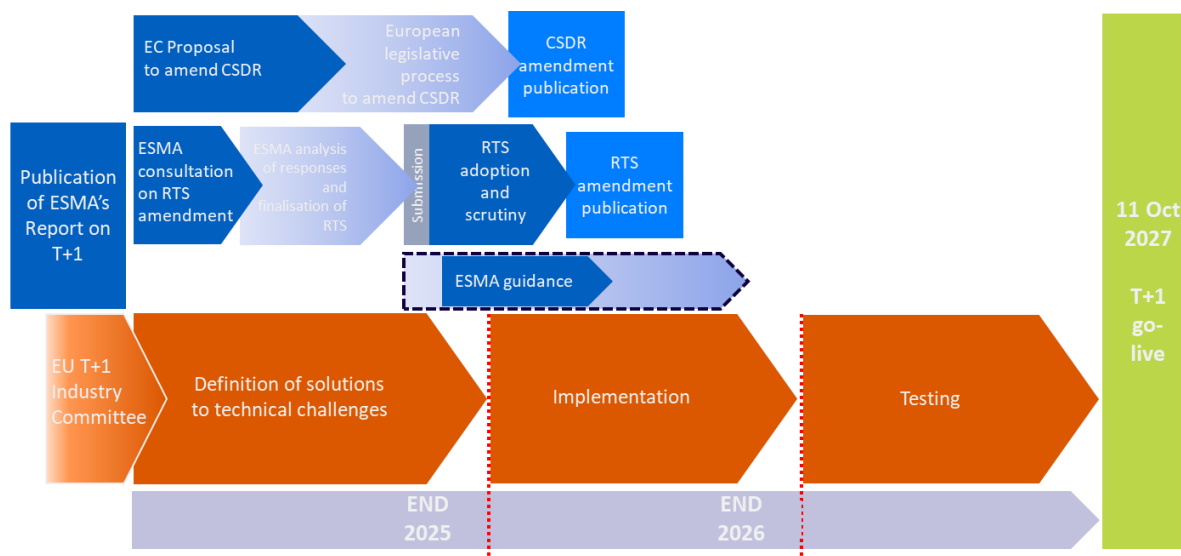 EC Proposal
to amend CSDR
European
legislative
process
to amend CSDR
CSDR
amendment
publication
Publication
of ESMA's
Report on
T+1
ESMA
consultation
on RTS
amendment
ESMA analysis
of responses
and
finalisation of
RTS
Submission
RTS
adoption
and
scrutiny
RTS
amendment
publication
ESMA guidance
EU T+1
Industry
Committee
Definition of solutions
to technical challenges
Implementation
Testing
11 Oct
2027
T+1
go-
live
END
2025
END
2026